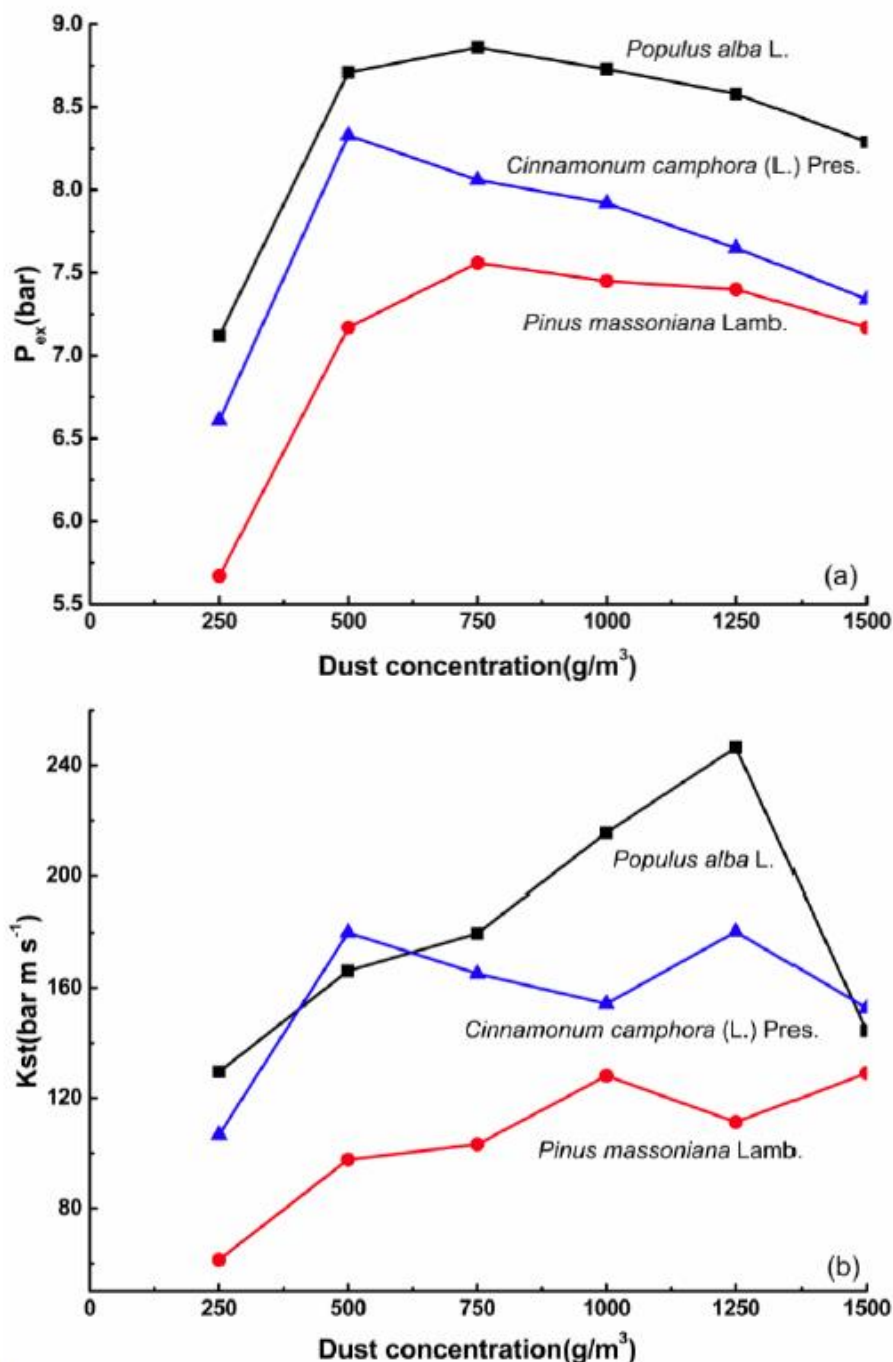 9.0
8.5
8.0
7.5
7.0
6.5
6.0
5.5
P_ex(bar)
Populus alba L.
Cinnamonum camphora (L.) Pres.
Pinus massoniana Lamb.
(a)
0 250 500 750 1000 1250 1500
Dust concentration(g/m³)
240
200
160
120
80
Kst(bar m s⁻¹)
Populus alba L.
Cinnamonum camphora (L.) Pres.
Pinus massoniana Lamb.
(b)
0 250 500 750 1000 1250 1500
Dust concentration(g/m³)